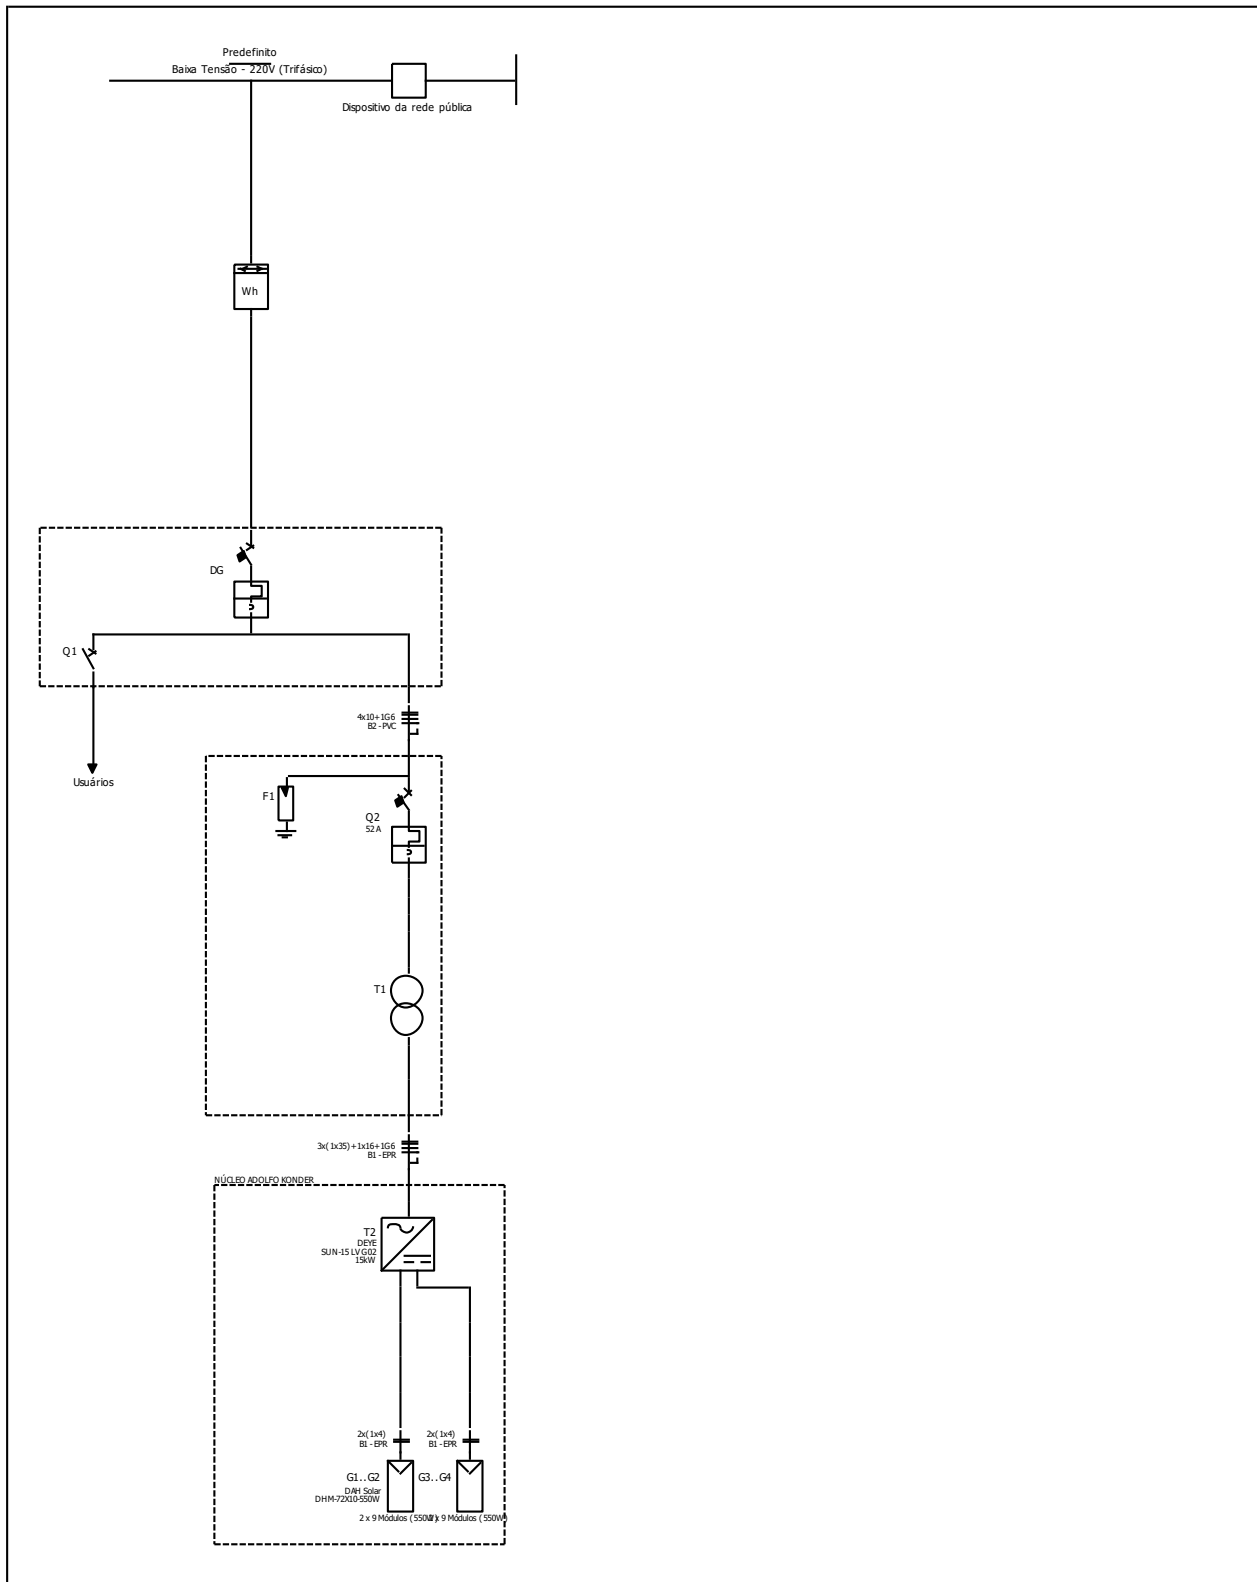 Predefinito
Baixa Tensão - 220V (Trifásico)
Dispositivo da rede pública
Wh
DG
Q1
4x10+1G6
B2 -PVC
Usuários
F1
Q2
52 A
T1
3x(1x35)+1x16+1G6
B1 -EPR
NÚCLEO ADOLFO KONDER
T2
DEYE
SUN-15 LV G02
15kW
2x(1x4)
B1 -EPR
2x(1x4)
B1 -EPR
G1..G2
DAH Solar
DHM-72X10-550W
G3..G4
2 x 9 Módulos (550W)
2 x 9 Módulos (550W)